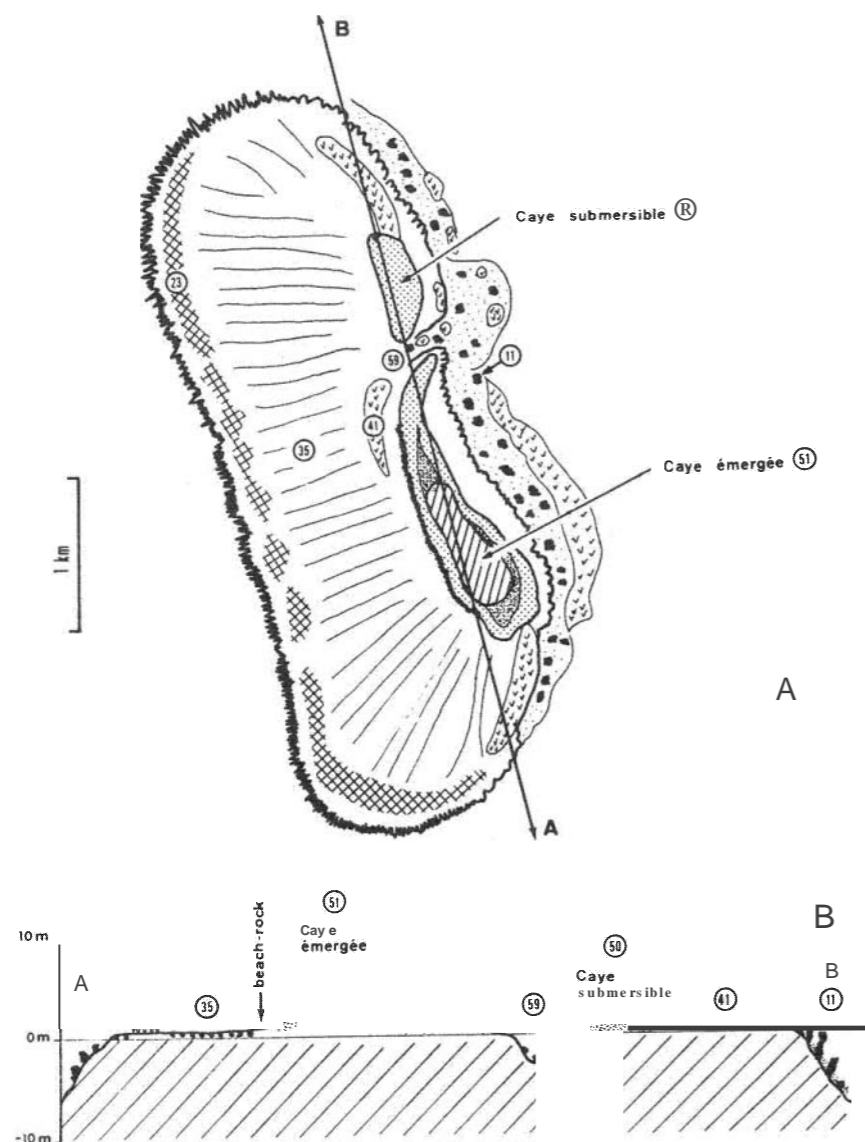 B
Caye submersible Ⓡ
23
59
11
41
35
Caye émergée 51
1 km
A
A
51
B
10 m
Cay e
émergée
50
beach-rock
A
Caye
submersible
B
35
59
41
11
0 m
-10 m